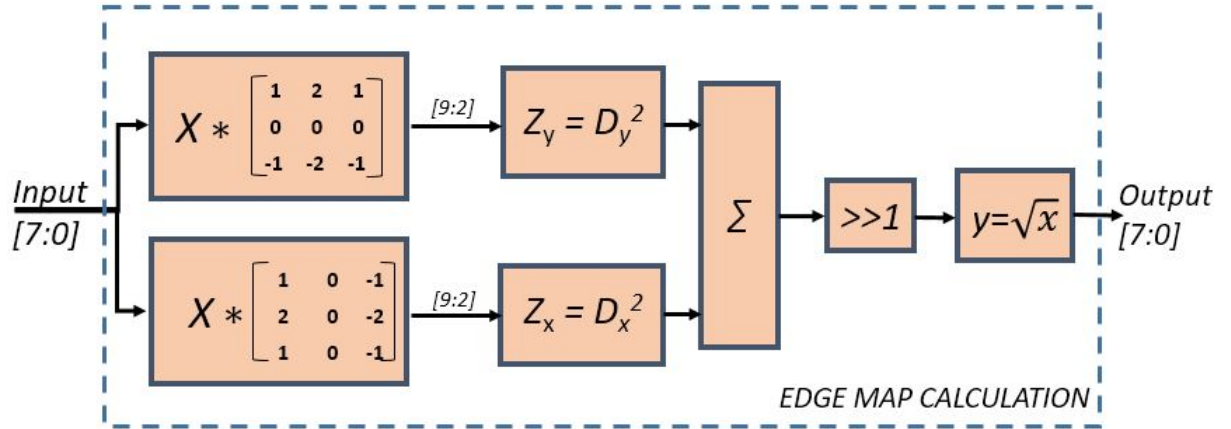 Input
[7:0]
X *
1 2 1
0 0 0
-1 -2 -1
[9:2]
Zy = Dy²
X *
1 0 -1
2 0 -2
1 0 -1
[9:2]
Zx = Dx²
Σ
>>1
y=√x
Output
[7:0]
EDGE MAP CALCULATION